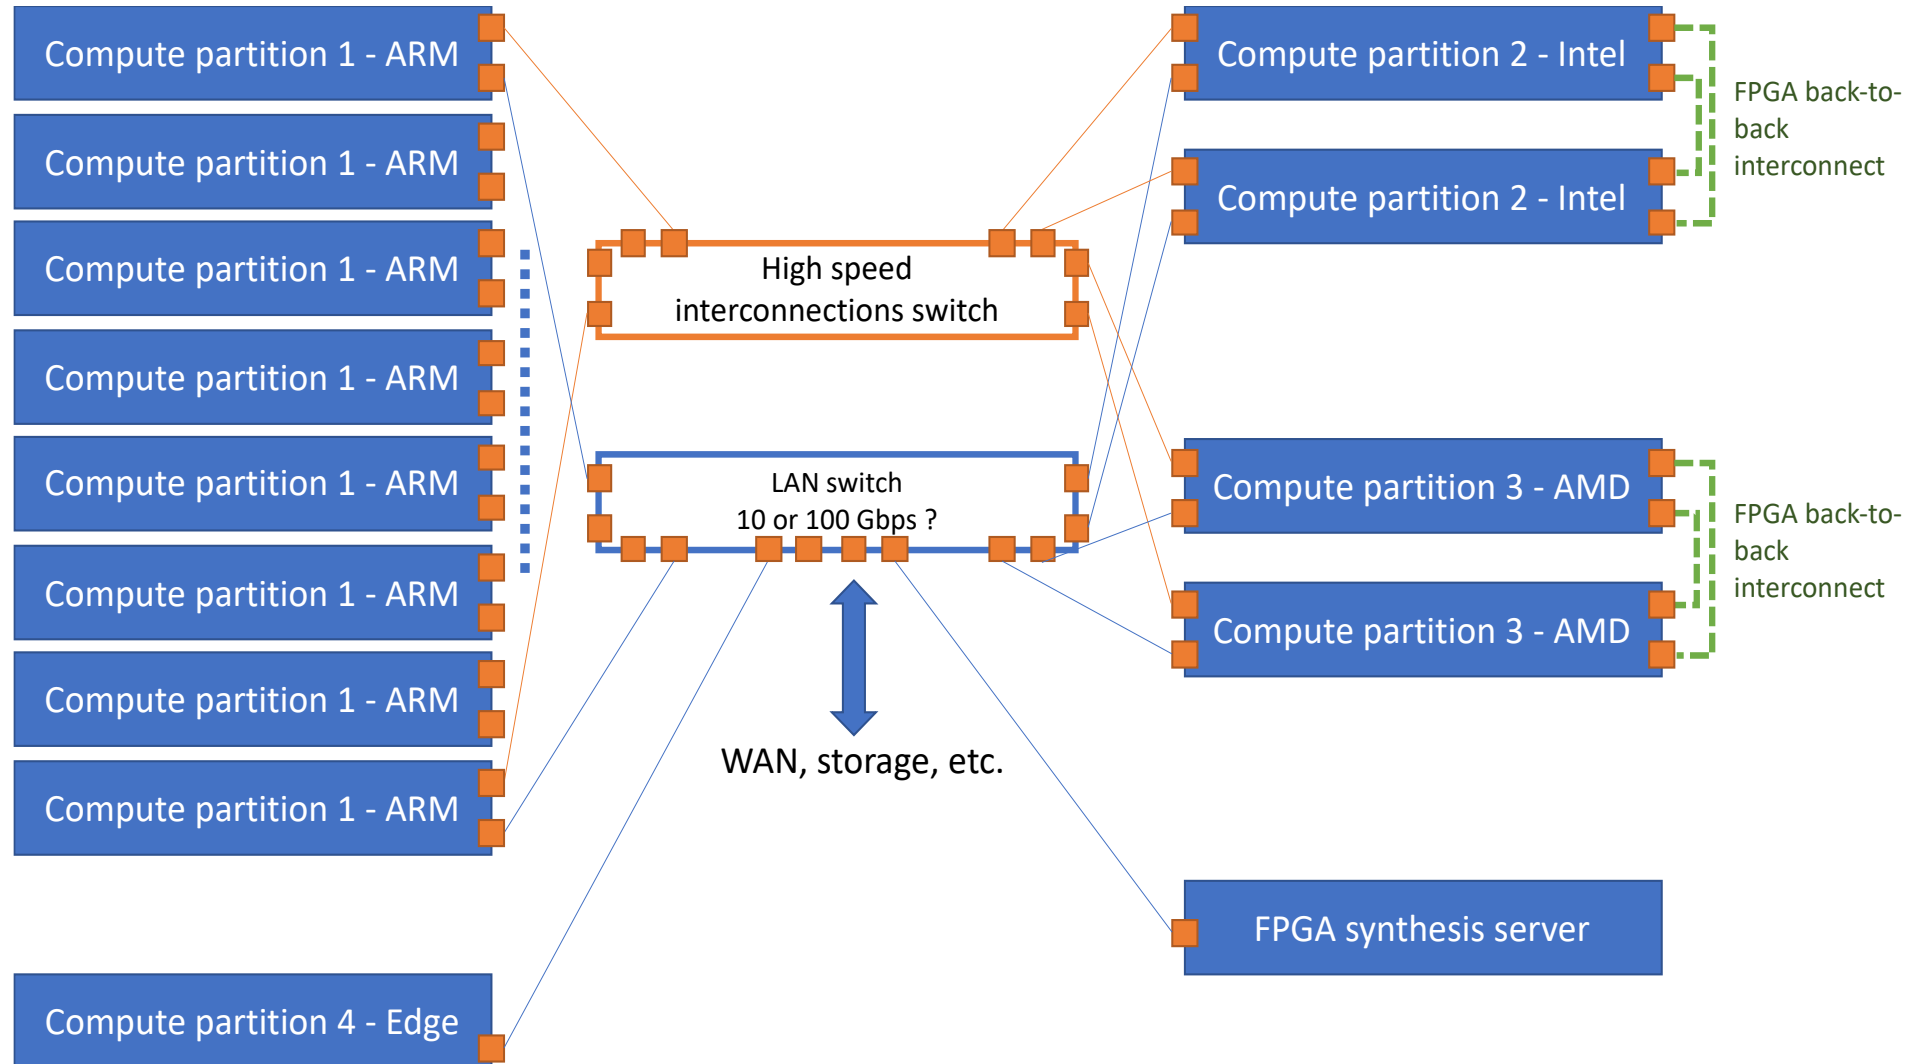 Compute partition 1 - ARM
Compute partition 1 - ARM
Compute partition 1 - ARM
Compute partition 1 - ARM
Compute partition 1 - ARM
Compute partition 1 - ARM
Compute partition 1 - ARM
Compute partition 1 - ARM
Compute partition 4 - Edge
High speed
interconnections switch
LAN switch
10 or 100 Gbps ?
WAN, storage, etc.
Compute partition 2 - Intel
Compute partition 2 - Intel
FPGA back-to-
back
interconnect
Compute partition 3 - AMD
Compute partition 3 - AMD
FPGA back-to-
back
interconnect
FPGA synthesis server